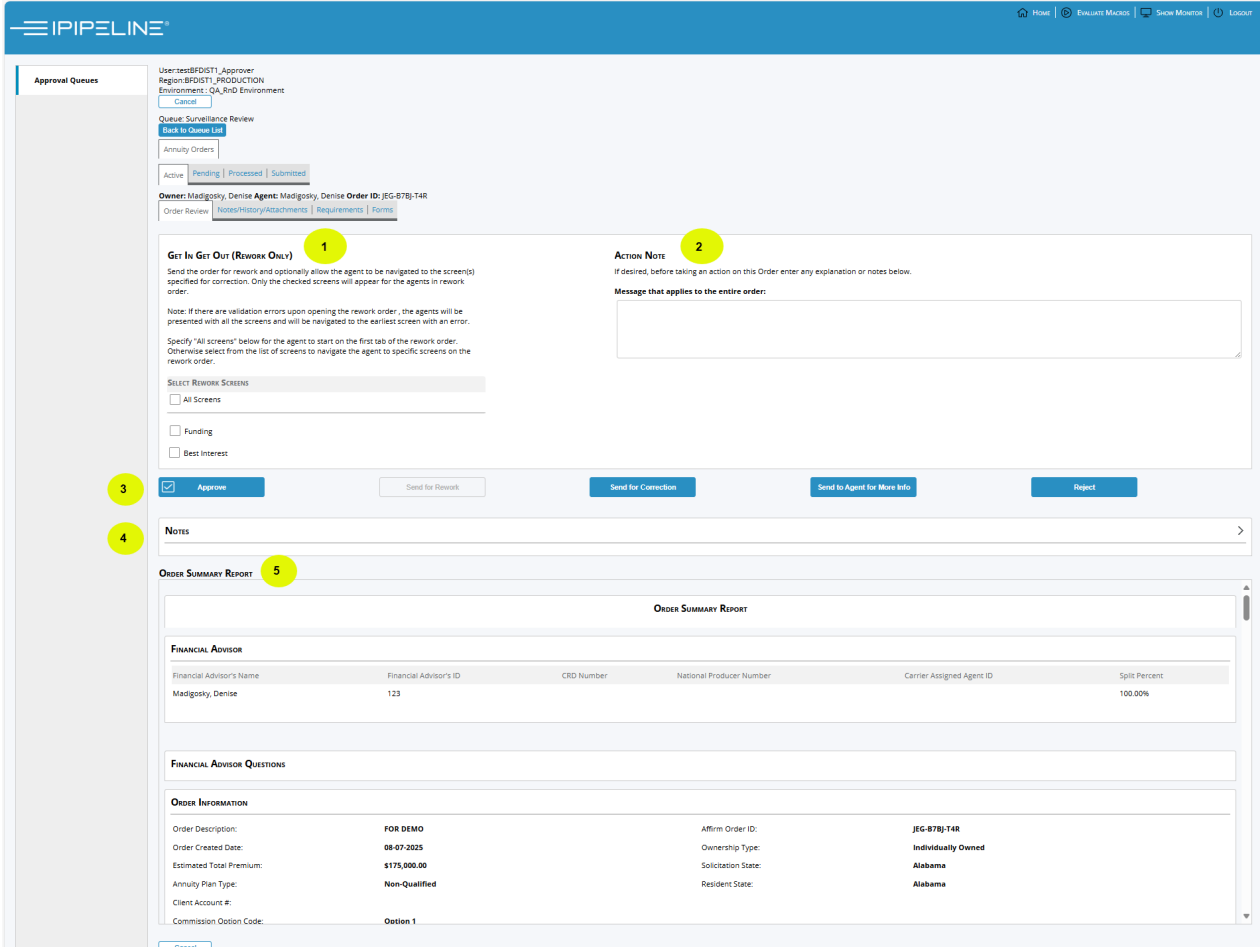 IPIPELINE®
Home
Evaluate Macros
Show Monitor
Logout
Approval Queues
User:testBFDIST1_Approver
Region:BFDIST1_PRODUCTION
Environment : QA_RnD Environment
Cancel
Queue: Surveillance Review
Back to Queue List
Annuity Orders
Active Pending | Processed | Submitted
Owner: Madigosky, Denise Agent: Madigosky, Denise Order ID: JEG-B7BJ-T4R
Order Review Notes/History/Attachments | Requirements | Forms
Get In Get Out (Rework Only)
1
Send the order for rework and optionally allow the agent to be navigated to the screen(s)
specified for correction. Only the checked screens will appear for the agents in rework
order.
Note: If there are validation errors upon opening the rework order , the agents will be
presented with all the screens and will be navigated to the earliest screen with an error.
Specify "All screens" below for the agent to start on the first tab of the rework order.
Otherwise select from the list of screens to navigate the agent to specific screens on the
rework order.
Select Rework Screens
All Screens
Funding
Best Interest
Action Note
2
If desired, before taking an action on this Order enter any explanation or notes below.
Message that applies to the entire order:
3
Approve
Send for Rework
Send for Correction
Send to Agent for More Info
Reject
4
Notes
Order Summary Report
5
Order Summary Report
Financial Advisor
Financial Advisor's Name Financial Advisor's ID CRD Number National Producer Number Carrier Assigned Agent ID Split Percent
Madigosky, Denise 123 100.00%
Financial Advisor Questions
Order Information
Order Description: FOR DEMO Affirm Order ID: JEG-B7BJ-T4R
Order Created Date: 08-07-2025 Ownership Type: Individually Owned
Estimated Total Premium: $175,000.00 Solicitation State: Alabama
Annuity Plan Type: Non-Qualified Resident State: Alabama
Client Account #:
Commission Option Code: Option 1
Cancel